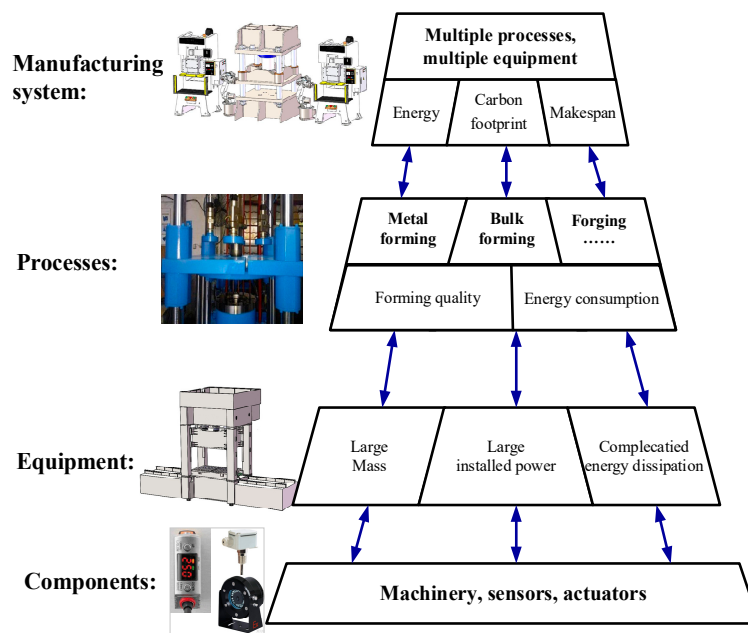 Manufacturing
system:
Multiple processes,
multiple equipment
Energy
Carbon
footprint
Makespan
Processes:
Metal
forming
Bulk
forming
Forging
……
Forming quality
Energy consumption
Equipment:
Large
Mass
Large
installed power
Complecatied
energy dissipation
Components:
250
Machinery, sensors, actuators